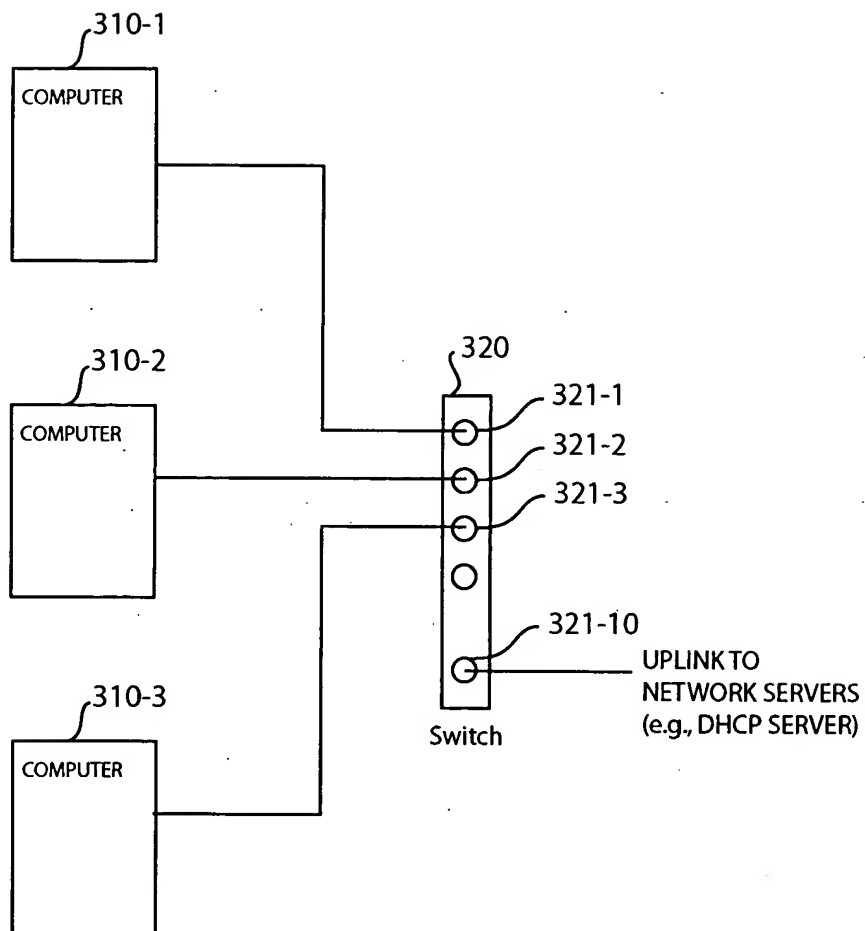 310-1
COMPUTER
310-2
COMPUTER
310-3
COMPUTER
320
321-1
321-2
321-3
321-10
Switch
UPLINK TO
NETWORK SERVERS
(e.g., DHCP SERVER)